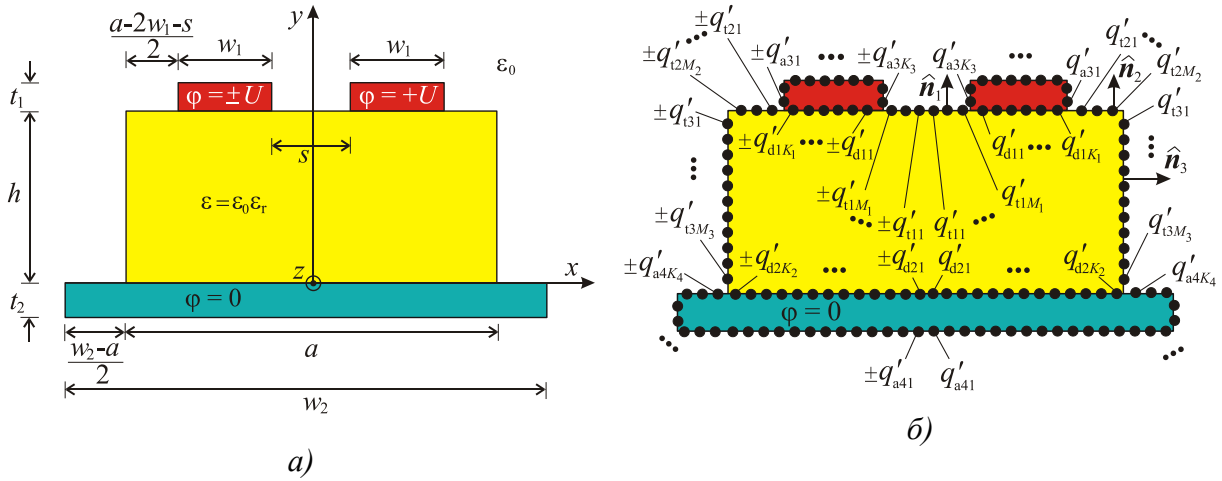 a-2w₁-s
2
w₁
y
w₁
ε₀
t₁
φ = ±U
φ = +U
s
h
ε = ε₀εᵣ
z
x
t₂
φ = 0
w₂-a
2
a
w₂
а)
±q′t21
±q′t2M₂
±q′a31
±q′a3K₃
q′a3K₃
q′a31
q′t21
q′t2M₂
n̂₁
n̂₂
±q′t31
q′t31
±q′d1K₁
±q′d11
q′d11
q′d1K₁
n̂₃
±q′t1M₁
q′t1M₁
±q′t11
q′t11
±q′t3M₃
q′t3M₃
±q′a4K₄
±q′d2K₂
±q′d21
q′d21
q′d2K₂
q′a4K₄
φ = 0
±q′a41
q′a41
б)